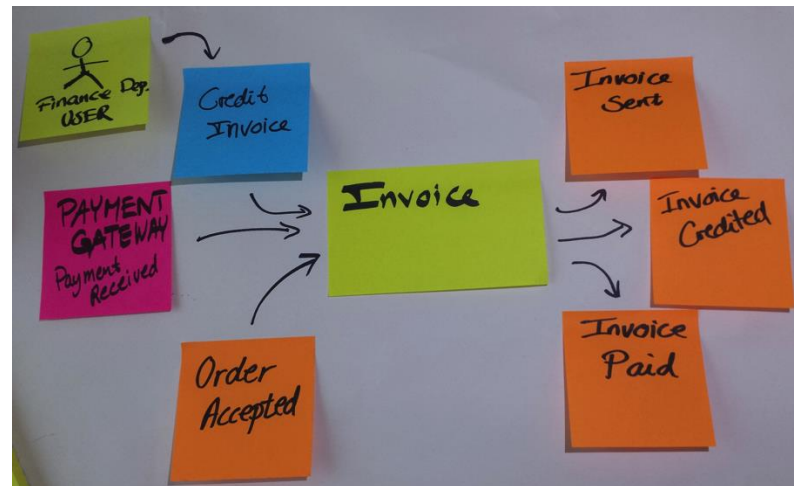 Finance Dep.
USER
Credit
Invoice
PAYMENT
GATEWAY
Payment
Received
Order
Accepted
Invoice
Invoice
Sent
Invoice
Credited
Invoice
Paid